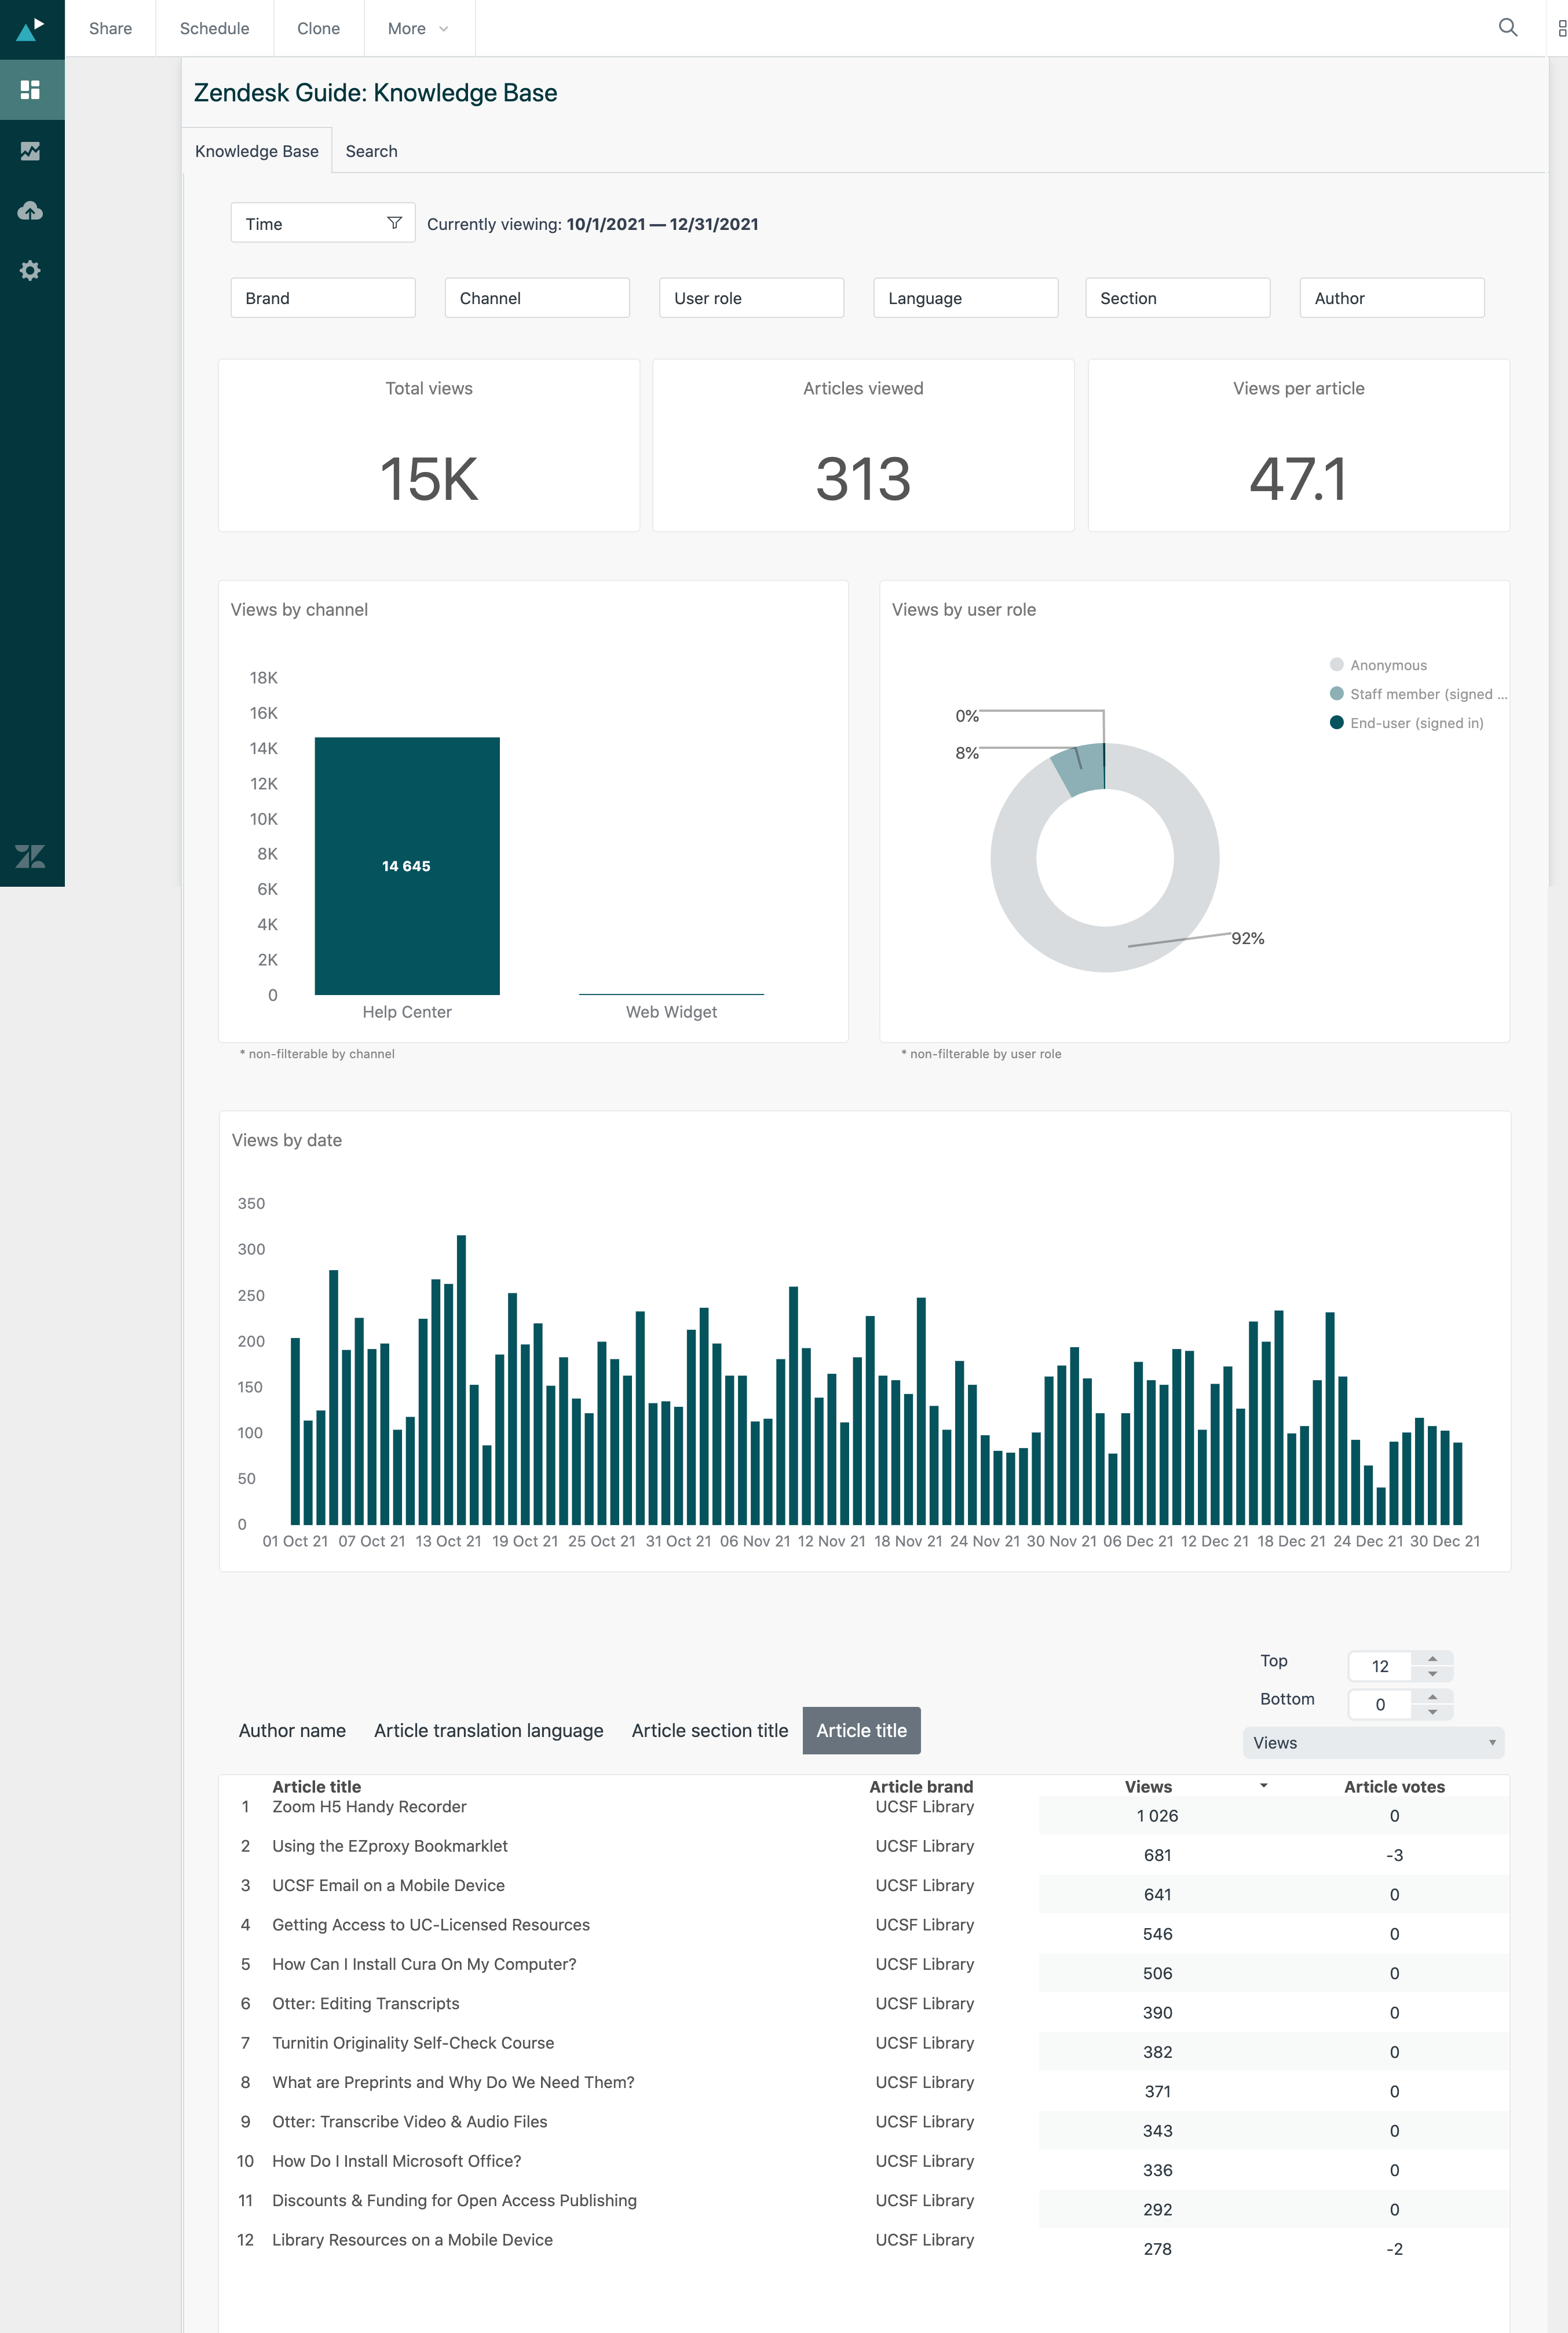 Share Schedule Clone More
Zendesk Guide: Knowledge Base
Knowledge Base Search
Time Currently viewing: 10/1/2021 — 12/31/2021
Brand Channel User role Language Section Author
Total views Articles viewed Views per article
15K 313 47.1
Views by channel
18K
16K
14K
12K
10K
8K
6K
4K
2K
0
14 645
Help Center Web Widget
* non-filterable by channel
Views by user role
Anonymous
Staff member (signed ...
End-user (signed in)
0%
8%
92%
* non-filterable by user role
Views by date
350
300
250
200
150
100
50
0
01 Oct 21 07 Oct 21 13 Oct 21 19 Oct 21 25 Oct 21 31 Oct 21 06 Nov 21 12 Nov 21 18 Nov 21 24 Nov 21 30 Nov 21 06 Dec 21 12 Dec 21 18 Dec 21 24 Dec 21 30 Dec 21
Top 12
Bottom 0
Author name Article translation language Article section title Article title
Views
Article title Article brand Views Article votes
1 Zoom H5 Handy Recorder UCSF Library 1 026 0
2 Using the EZproxy Bookmarklet UCSF Library 681 -3
3 UCSF Email on a Mobile Device UCSF Library 641 0
4 Getting Access to UC-Licensed Resources UCSF Library 546 0
5 How Can I Install Cura On My Computer? UCSF Library 506 0
6 Otter: Editing Transcripts UCSF Library 390 0
7 Turnitin Originality Self-Check Course UCSF Library 382 0
8 What are Preprints and Why Do We Need Them? UCSF Library 371 0
9 Otter: Transcribe Video & Audio Files UCSF Library 343 0
10 How Do I Install Microsoft Office? UCSF Library 336 0
11 Discounts & Funding for Open Access Publishing UCSF Library 292 0
12 Library Resources on a Mobile Device UCSF Library 278 -2